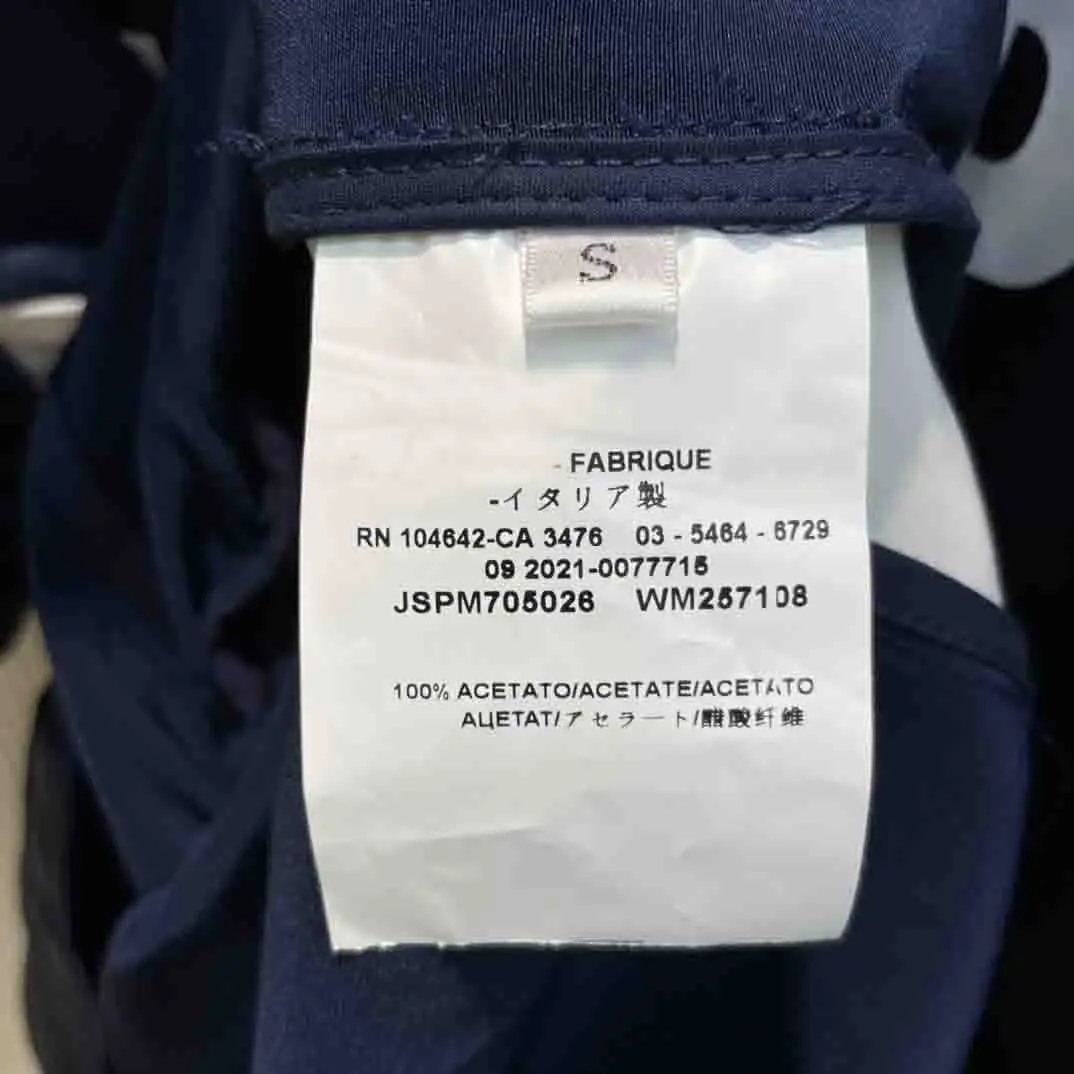 S
- FABRIQUE
-イタリア製
RN 104642-CA 3476 03 - 5464 - 6729
09 2021-0077715
JSPM705026 WM257108
100% ACETATO/ACETATE/ACETATO
АЦЕТАТ/アセテート/醋酸纤维